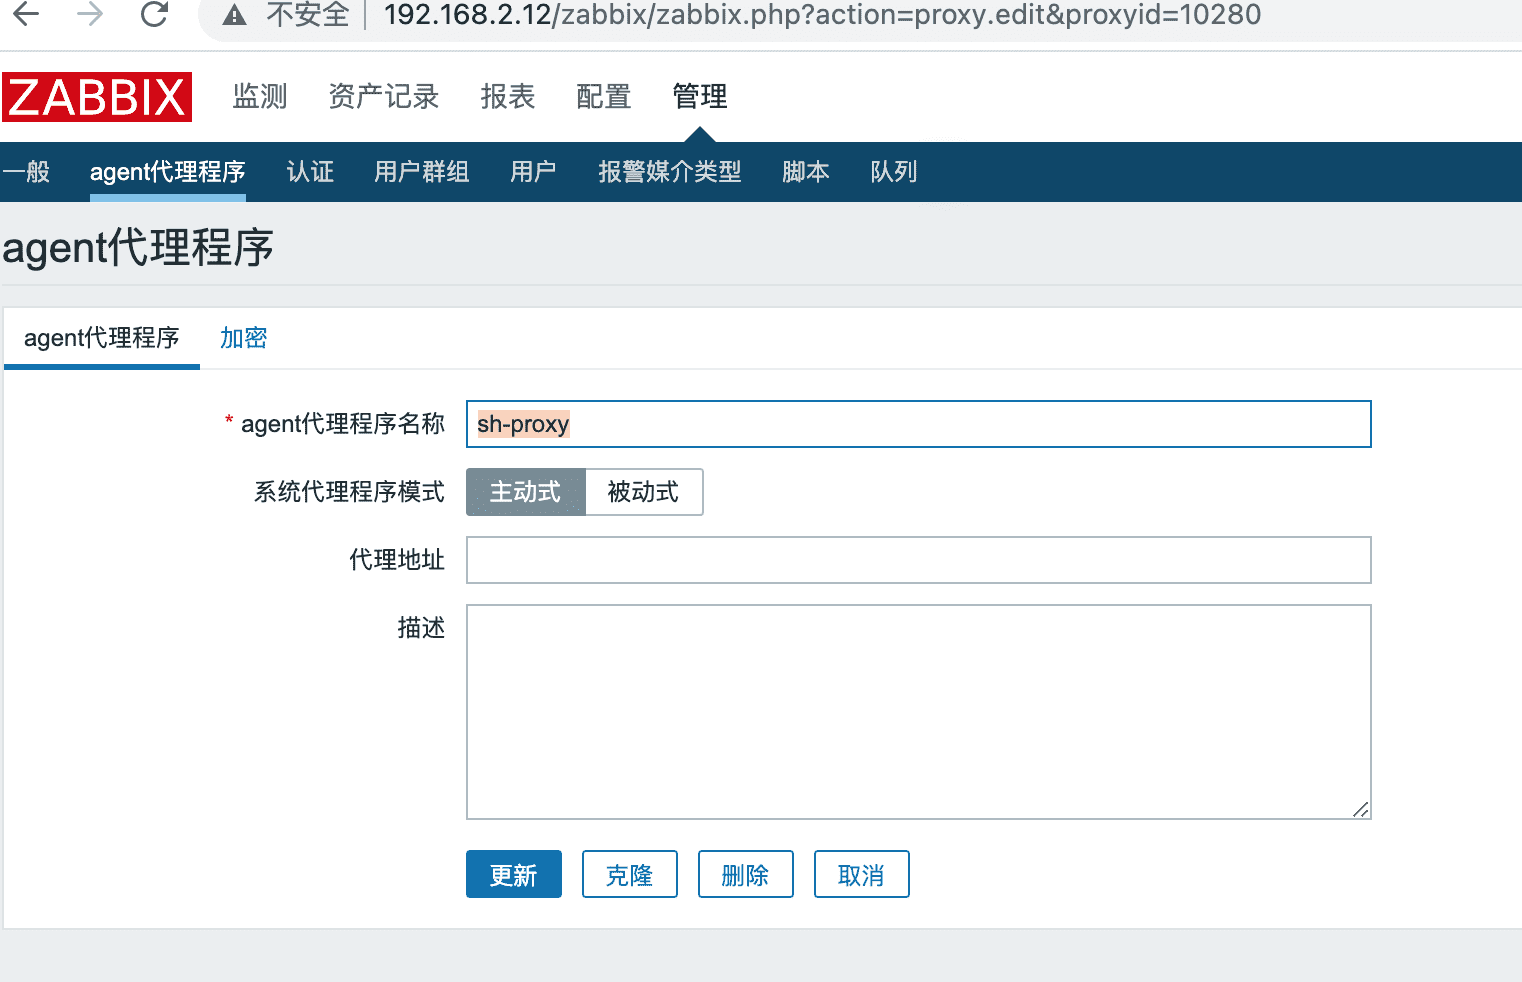 不安全 192.168.2.12/zabbix/zabbix.php?action=proxy.edit&proxyid=10280
ZABBIX 监测 资产记录 报表 配置 管理
一般 agent代理程序 认证 用户群组 用户 报警媒介类型 脚本 队列
agent代理程序
agent代理程序 加密
* agent代理程序名称 sh-proxy
系统代理程序模式 主动式 被动式
代理地址
描述
更新 克隆 删除 取消